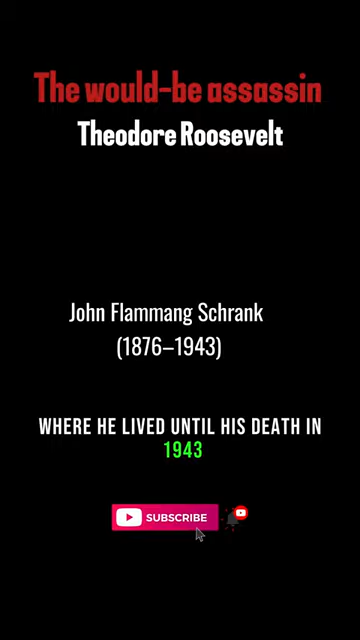 The would-be assassin
Theodore Roosevelt
John Flammang Schrank
(1876–1943)
WHERE HE LIVED UNTIL HIS DEATH IN
1943
SUBSCRIBE